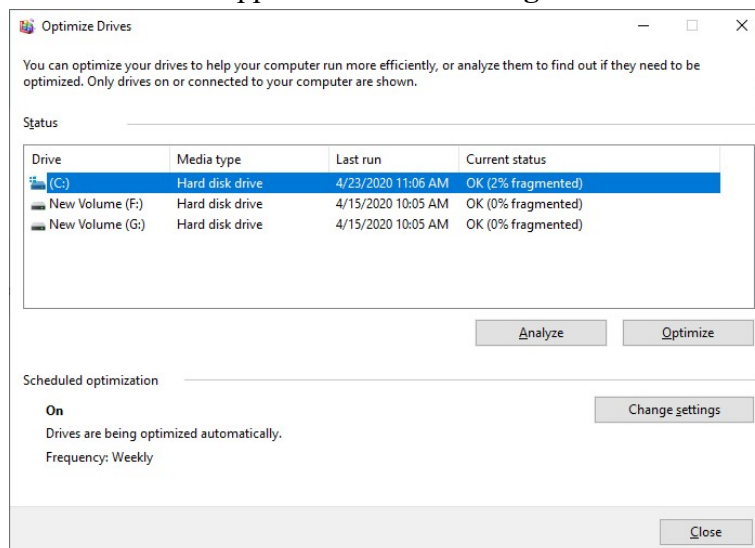 Optimize Drives
You can optimize your drives to help your computer run more efficiently, or analyze them to find out if they need to be
optimized. Only drives on or connected to your computer are shown.
Status
Drive Media type Last run Current status
(C:) Hard disk drive 4/23/2020 11:06 AM OK (2% fragmented)
New Volume (F:) Hard disk drive 4/15/2020 10:05 AM OK (0% fragmented)
New Volume (G:) Hard disk drive 4/15/2020 10:05 AM OK (0% fragmented)
Analyze Optimize
Scheduled optimization
On Change settings
Drives are being optimized automatically.
Frequency: Weekly
Close